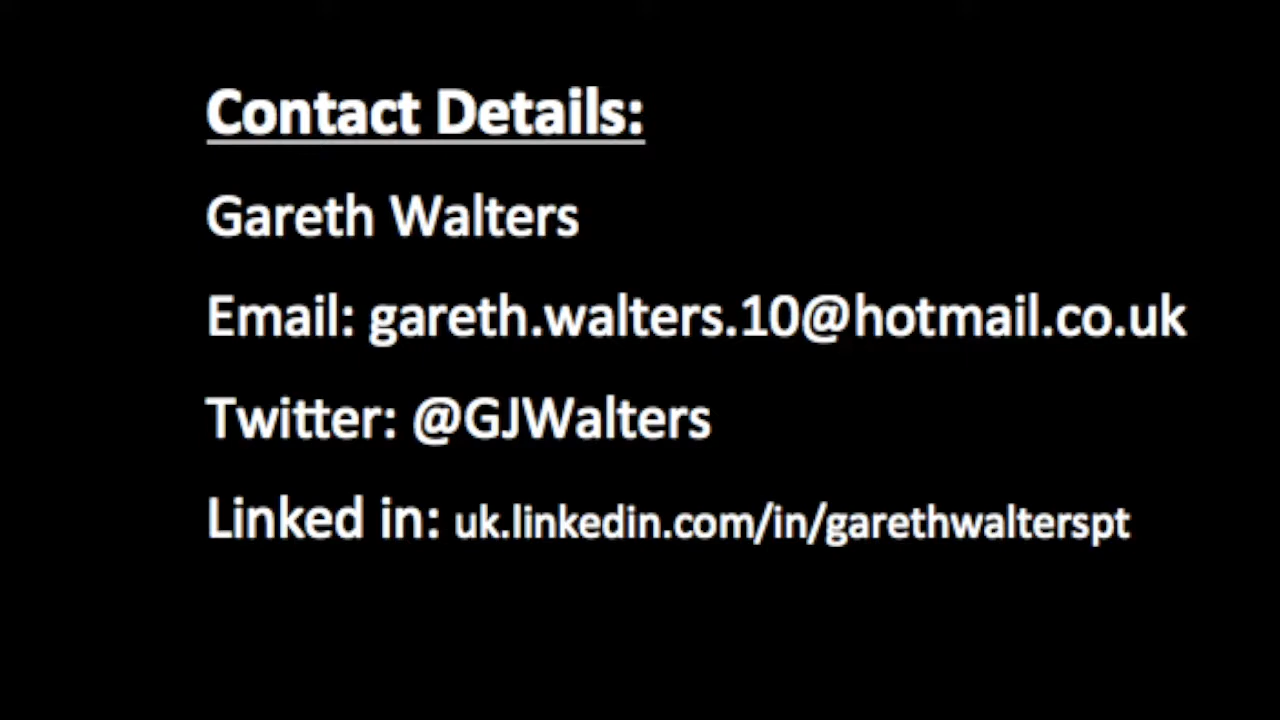 Contact Details:
Gareth Walters
Email: gareth.walters.10@hotmail.co.uk
Twitter: @GJWalters
Linked in: uk.linkedin.com/in/garethwalterspt